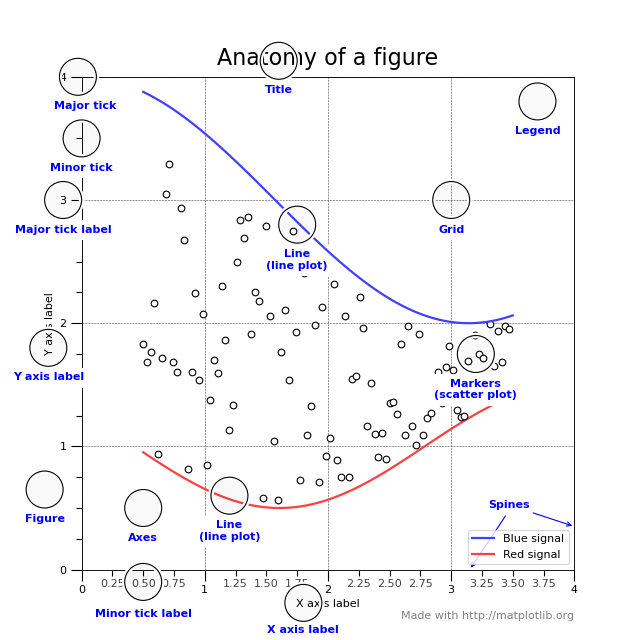 Anatomy of a figure
Title
4
Major tick
Legend
Minor tick
3
Major tick label
Grid
Line
(line plot)
Y axis label
2
Y axis label
Markers
(scatter plot)
1
Figure
Axes
Line
(line plot)
Spines
Blue signal
Red signal
0
0 0.25 0.50 0.75 1 1.25 1.50 1.75 2 2.25 2.50 2.75 3 3.25 3.50 3.75 4
Minor tick label
X axis label
X axis label
Made with http://matplotlib.org